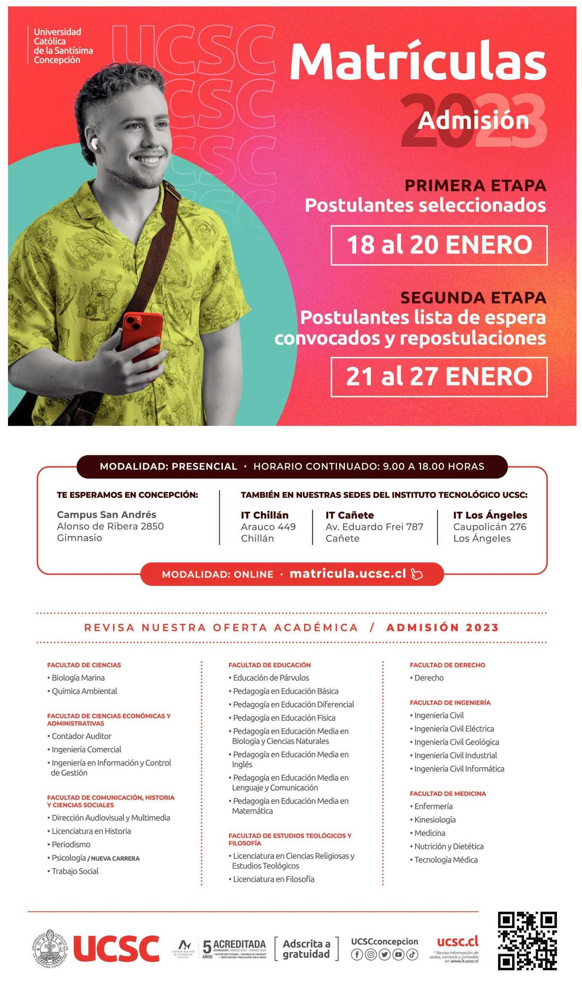 Universidad
Católica
de la Santísima
Concepción
UCSC
CSC
CSC
SC
Matrículas
2023
Admisión
PRIMERA ETAPA
Postulantes seleccionados
18 al 20 ENERO
SEGUNDA ETAPA
Postulantes lista de espera
convocados y repostulaciones
21 al 27 ENERO
MODALIDAD: PRESENCIAL • HORARIO CONTINUADO: 9.00 A 18.00 HORAS
TE ESPERAMOS EN CONCEPCIÓN:
Campus San Andrés
Alonso de Ribera 2850
Gimnasio
TAMBIÉN EN NUESTRAS SEDES DEL INSTITUTO TECNOLÓGICO UCSC:
IT Chillán
Arauco 449
Chillán
IT Cañete
Av. Eduardo Frei 787
Cañete
IT Los Ángeles
Caupolicán 276
Los Ángeles
MODALIDAD: ONLINE • matricula.ucsc.cl
REVISA NUESTRA OFERTA ACADÉMICA / ADMISIÓN 2023
FACULTAD DE CIENCIAS
• Biología Marina
• Química Ambiental
FACULTAD DE CIENCIAS ECONÓMICAS Y
ADMINISTRATIVAS
• Contador Auditor
• Ingeniería Comercial
• Ingeniería en Información y Control
de Gestión
FACULTAD DE COMUNICACIÓN, HISTORIA
Y CIENCIAS SOCIALES
• Dirección Audiovisual y Multimedia
• Licenciatura en Historia
• Periodismo
• Psicología / NUEVA CARRERA
• Trabajo Social
FACULTAD DE EDUCACIÓN
• Educación de Párvulos
• Pedagogía en Educación Básica
• Pedagogía en Educación Diferencial
• Pedagogía en Educación Física
• Pedagogía en Educación Media en
Biología y Ciencias Naturales
• Pedagogía en Educación Media en
Inglés
• Pedagogía en Educación Media en
Lenguaje y Comunicación
• Pedagogía en Educación Media en
Matemática
FACULTAD DE ESTUDIOS TEOLÓGICOS Y
FILOSOFÍA
• Licenciatura en Ciencias Religiosas y
Estudios Teológicos
• Licenciatura en Filosofía
FACULTAD DE DERECHO
• Derecho
FACULTAD DE INGENIERÍA
• Ingeniería Civil
• Ingeniería Civil Eléctrica
• Ingeniería Civil Geológica
• Ingeniería Civil Industrial
• Ingeniería Civil Informática
FACULTAD DE MEDICINA
• Enfermería
• Kinesiología
• Medicina
• Nutrición y Dietética
• Tecnología Médica
UNIVERSIDAD CATÓLICA DE LA SANTÍSIMA CONCEPCIÓN
UCSC
Comisión Nacional
de Acreditación
CNA-Chile
5
AÑOS
ACREDITADA
AVANZADA / MARZO 2021 - MARZO 2026
• GESTIÓN INSTITUCIONAL • DOCENCIA DE PREGRADO
• INVESTIGACIÓN • VINCULACIÓN CON EL MEDIO
Adscrita a
gratuidad
UCSCconcepcion
ucsc.cl
* Revisa información de
sedes, carreras y jornadas
en www.it.ucsc.cl